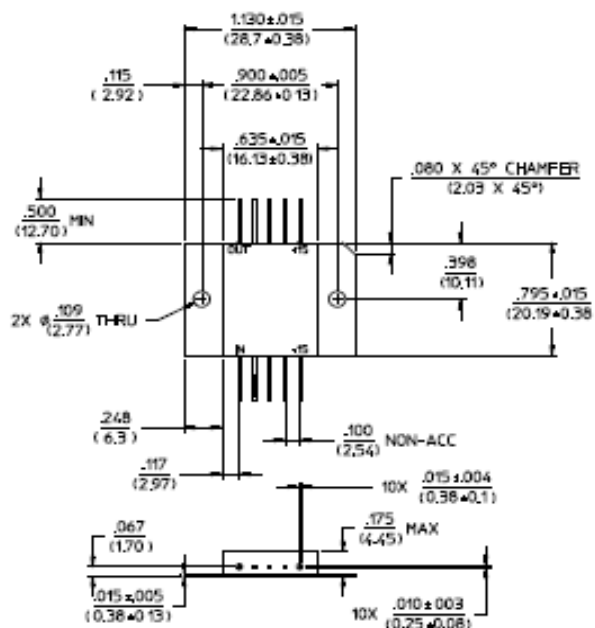 1.130±.015
(28.7±0.38)
.115
(2.92)
.900±.005
(22.86±0.13)
.635±.015
(16.13±0.38)
.080 X 45° CHAMFER
(2.03 X 45°)
.500
(12.70) MIN
OUT +15
.398
(10.11)
.795±.015
(20.19±0.38
2X ø .109 THRU
(2.77)
IN +15
.248
(6.3)
.100
(2.54) NON-ACC
.117
(2.97)
10X .015±.004
(0.38±0.1)
.067
(1.70)
.175
(4.45) MAX
.015±.005
(0.38±0.13)
10X .010±003
(0.25±0.08)